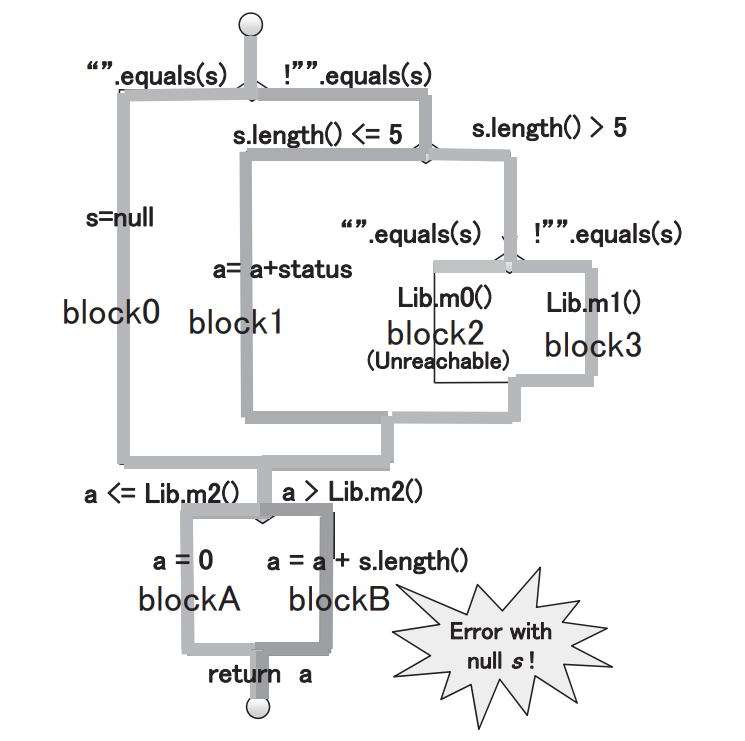 “”.equals(s)
!””.equals(s)
s.length() <= 5
s.length() > 5
s=null
“”.equals(s)
!””.equals(s)
a= a+status
Lib.m0()
Lib.m1()
block0
block1
block2
block3
(Unreachable)
a <= Lib.m2()
a > Lib.m2()
a = 0
a = a + s.length()
blockA
blockB
Error with
null s !
return a